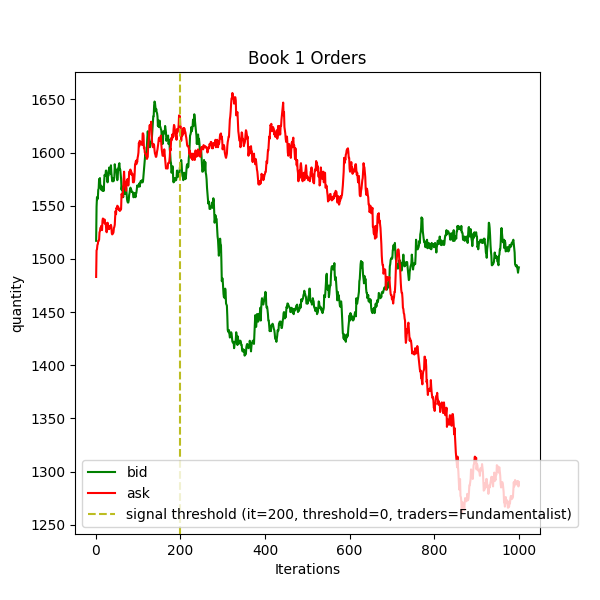 Book 1 Orders
1650
1600
1550
1500
1450
1400
1350
1300
1250
quantity
bid
ask
signal threshold (it=200, threshold=0, traders=Fundamentalist)
0
200
400
600
800
1000
Iterations